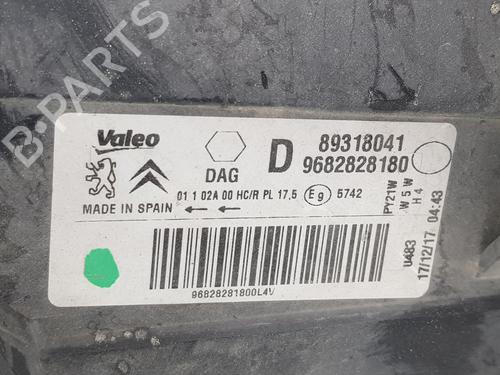 B-PARTS
Valeo
DAG
D
89318041
9682828180
01 1 02A 00 HC/R PL 17,5
E9 5742
MADE IN SPAIN
PY21W
W5W
H4
U483
17/12/17 04:43
96828281800L4V